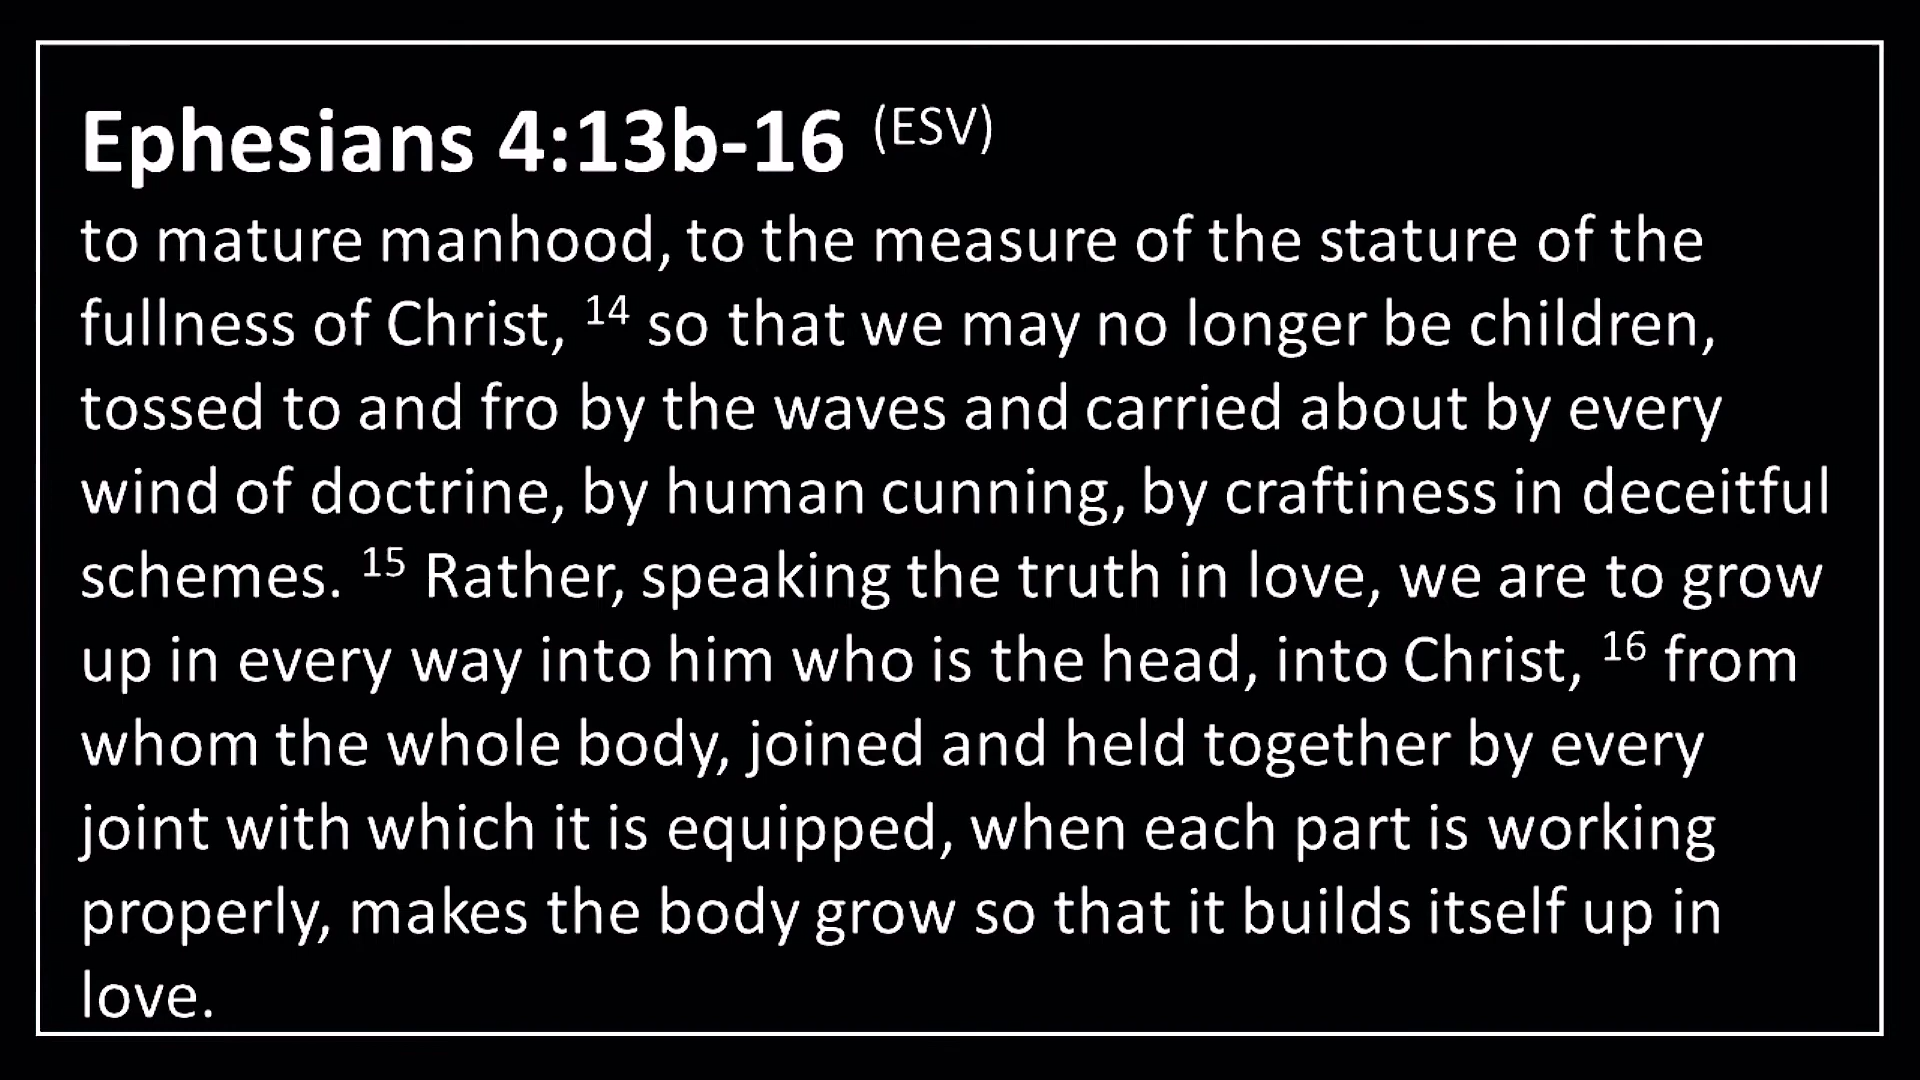 Ephesians 4:13b-16 (ESV)
to mature manhood, to the measure of the stature of the
fullness of Christ, 14 so that we may no longer be children,
tossed to and fro by the waves and carried about by every
wind of doctrine, by human cunning, by craftiness in deceitful
schemes. 15 Rather, speaking the truth in love, we are to grow
up in every way into him who is the head, into Christ, 16 from
whom the whole body, joined and held together by every
joint with which it is equipped, when each part is working
properly, makes the body grow so that it builds itself up in
love.